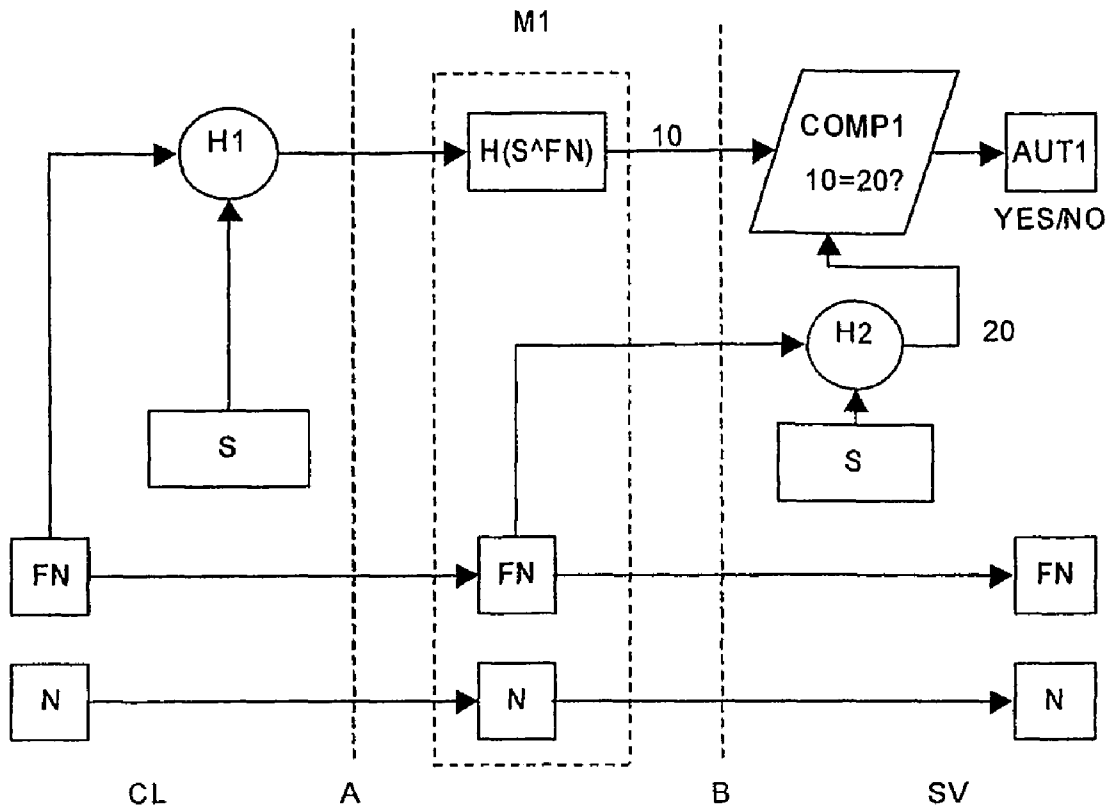 M1
H1
H(S^FN)
10
COMP1
10=20?
AUT1
YES/NO
H2
20
S
S
FN
FN
FN
N
N
N
CL
A
B
SV